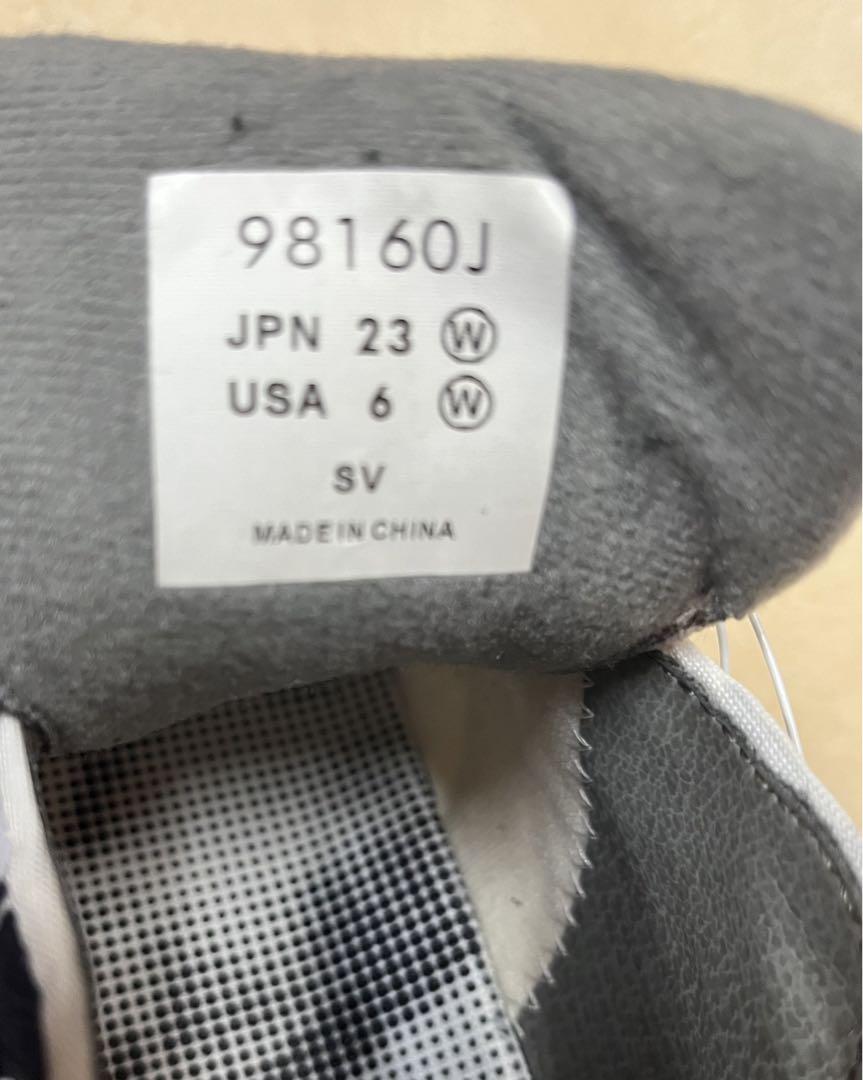 98160J
JPN 23 Ⓦ
USA 6 Ⓦ
SV
MADE IN CHINA